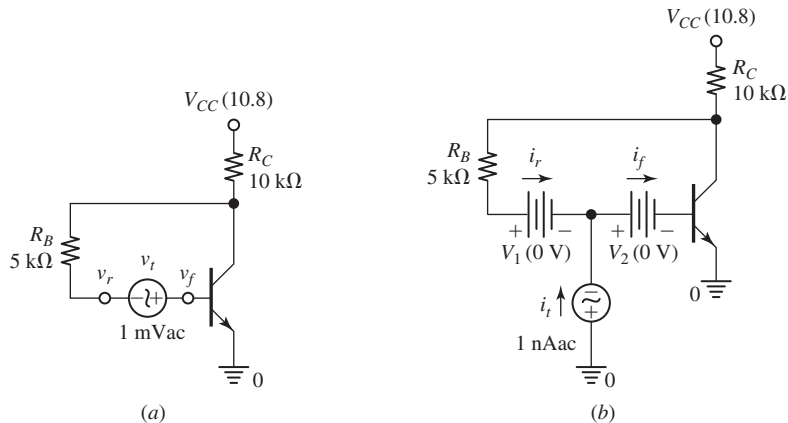 V_CC (10.8)
R_C
10 kΩ
R_B
5 kΩ
v_r
v_t
v_f
− +
1 mVac
0
(a)
V_CC (10.8)
R_C
10 kΩ
R_B
5 kΩ
i_r
i_f
+ −
V_1 (0 V)
+ −
V_2 (0 V)
i_t
−
+
1 nAac
0
0
(b)